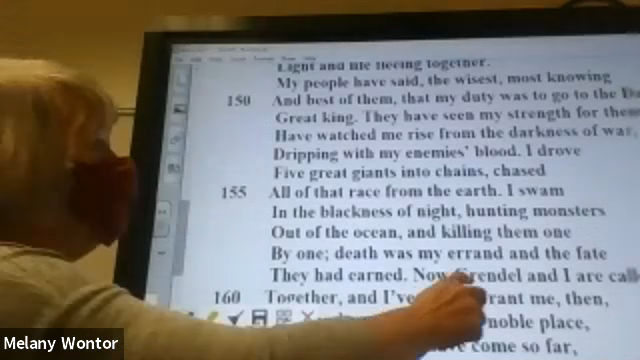 Light and life fleeing together.
My people have said, the wisest, most knowing
150 And best of them, that my duty was to go to the
Great king. They have seen my strength for
Have watched me rise from the darkness of war,
Dripping with my enemies' blood. I drove
Five great giants into chains, chased
155 All of that race from the earth. I swam
In the blackness of night, hunting monsters
Out of the ocean, and killing them one
By one; death was my errand and the fate
They had earned. Now Grendel and I are
160 Together, and I've me, then,
noble place,
come so far,
Melany Wontor